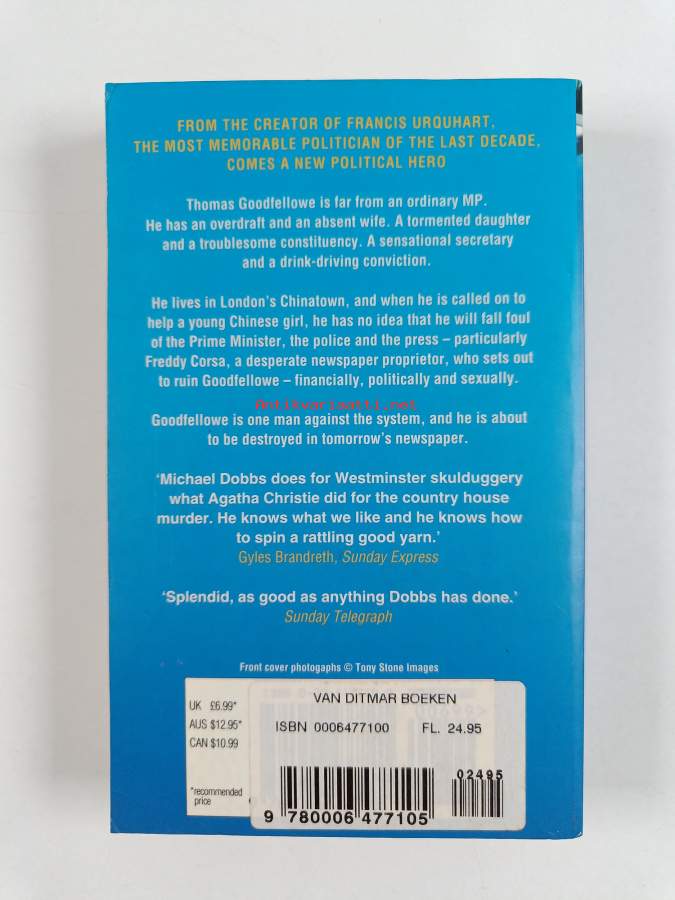 FROM THE CREATOR OF FRANCIS URQUHART,
THE MOST MEMORABLE POLITICIAN OF THE LAST DECADE,
COMES A NEW POLITICAL HERO
Thomas Goodfellowe is far from an ordinary MP.
He has an overdraft and an absent wife. A tormented daughter
and a troublesome constituency. A sensational secretary
and a drink-driving conviction.
He lives in London's Chinatown, and when he is called on to
help a young Chinese girl, he has no idea that he will fall foul
of the Prime Minister, the police and the press – particularly
Freddy Corsa, a desperate newspaper proprietor, who sets out
to ruin Goodfellowe – financially, politically and sexually.
Antikvariaatti.net
Goodfellowe is one man against the system, and he is about
to be destroyed in tomorrow's newspaper.
'Michael Dobbs does for Westminster skulduggery
what Agatha Christie did for the country house
murder. He knows what we like and he knows how
to spin a rattling good yarn.'
Gyles Brandreth, Sunday Express
'Splendid, as good as anything Dobbs has done.'
Sunday Telegraph
Front cover photogaphs © Tony Stone Images
UK £6.99*
AUS $12.95*
CAN $10.99
*recommended
price
VAN DITMAR BOEKEN
ISBN 0006477100 FL. 24.95
02495
9 780006 477105